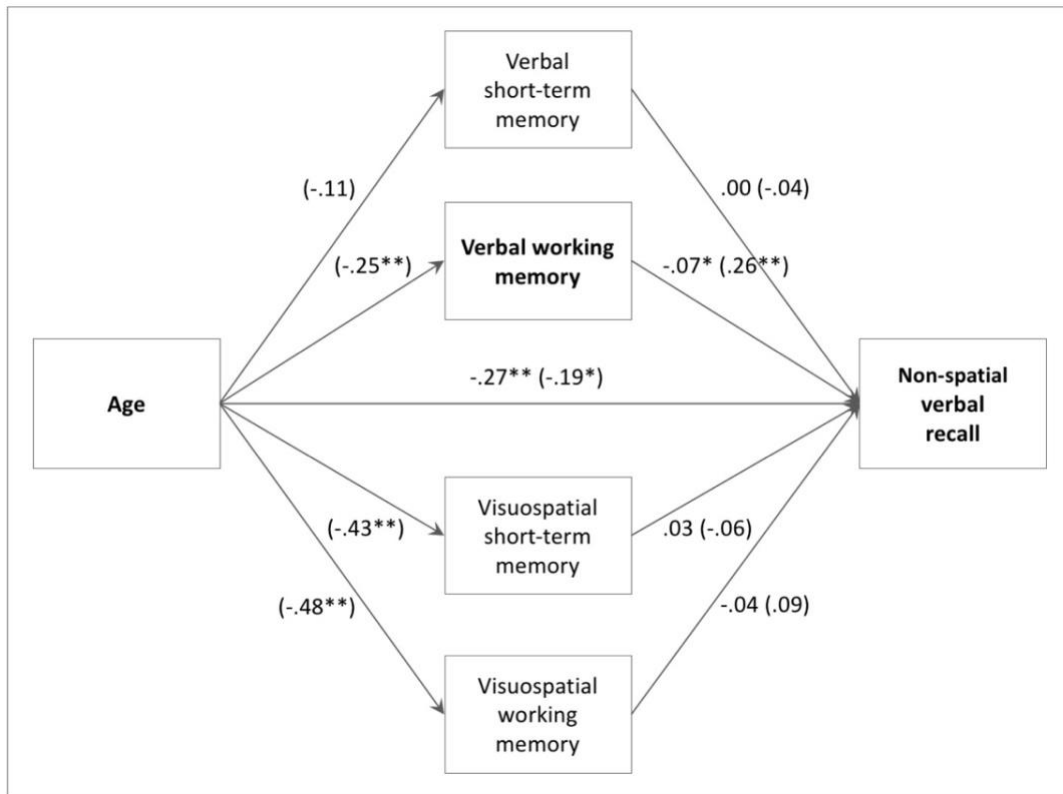 Verbal
short-term
memory
(-.11)
.00 (-.04)
Verbal working
memory
(-.25**)
-.07* (.26**)
Age
-.27** (-.19*)
Non-spatial
verbal
recall
Visuospatial
short-term
memory
(-.43**)
.03 (-.06)
(-.48**)
-.04 (.09)
Visuospatial
working
memory